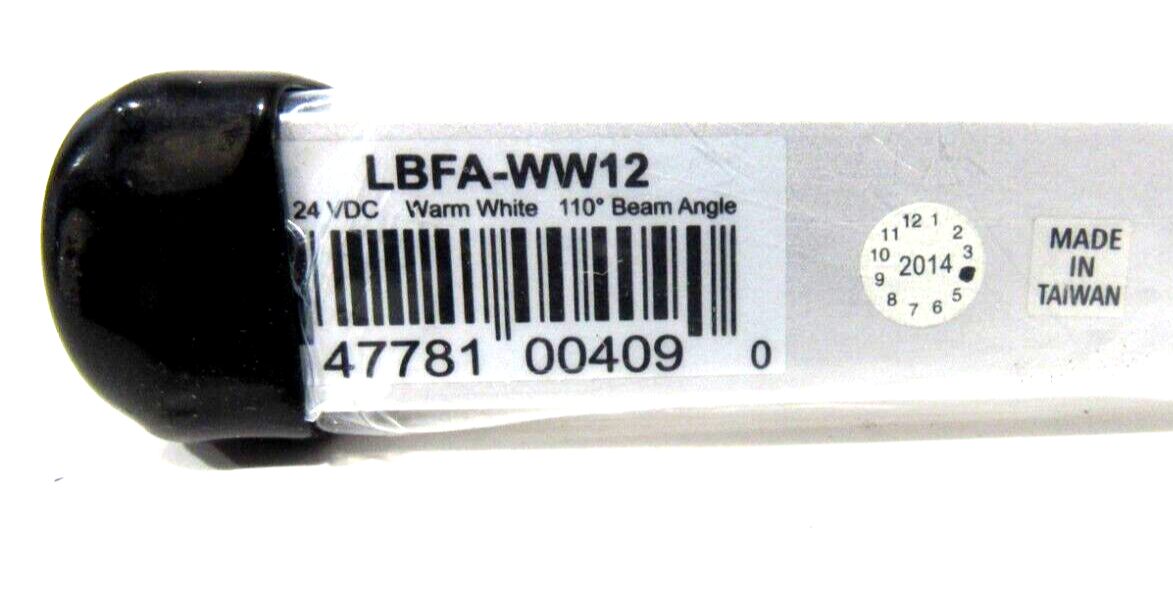 LBFA-WW12
24 VDC Warm White 110° Beam Angle
47781 00409 0
12 1 2 3 5 6 7 8 9 10 11
2014
MADE
IN
TAIWAN